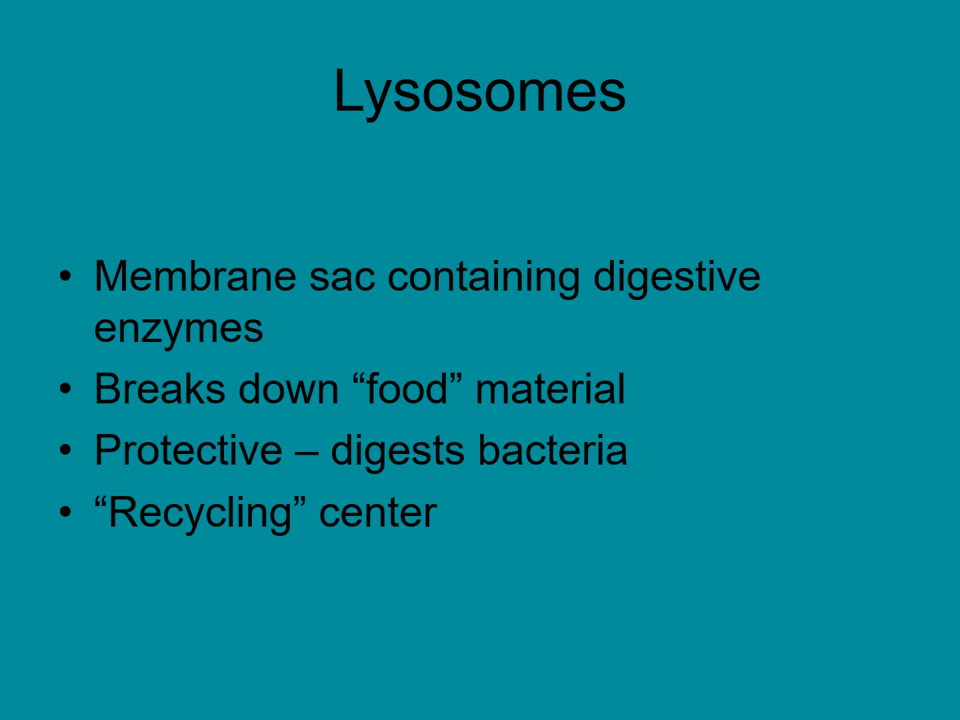 Lysosomes
• Membrane sac containing digestive
enzymes
• Breaks down “food” material
• Protective – digests bacteria
• “Recycling” center